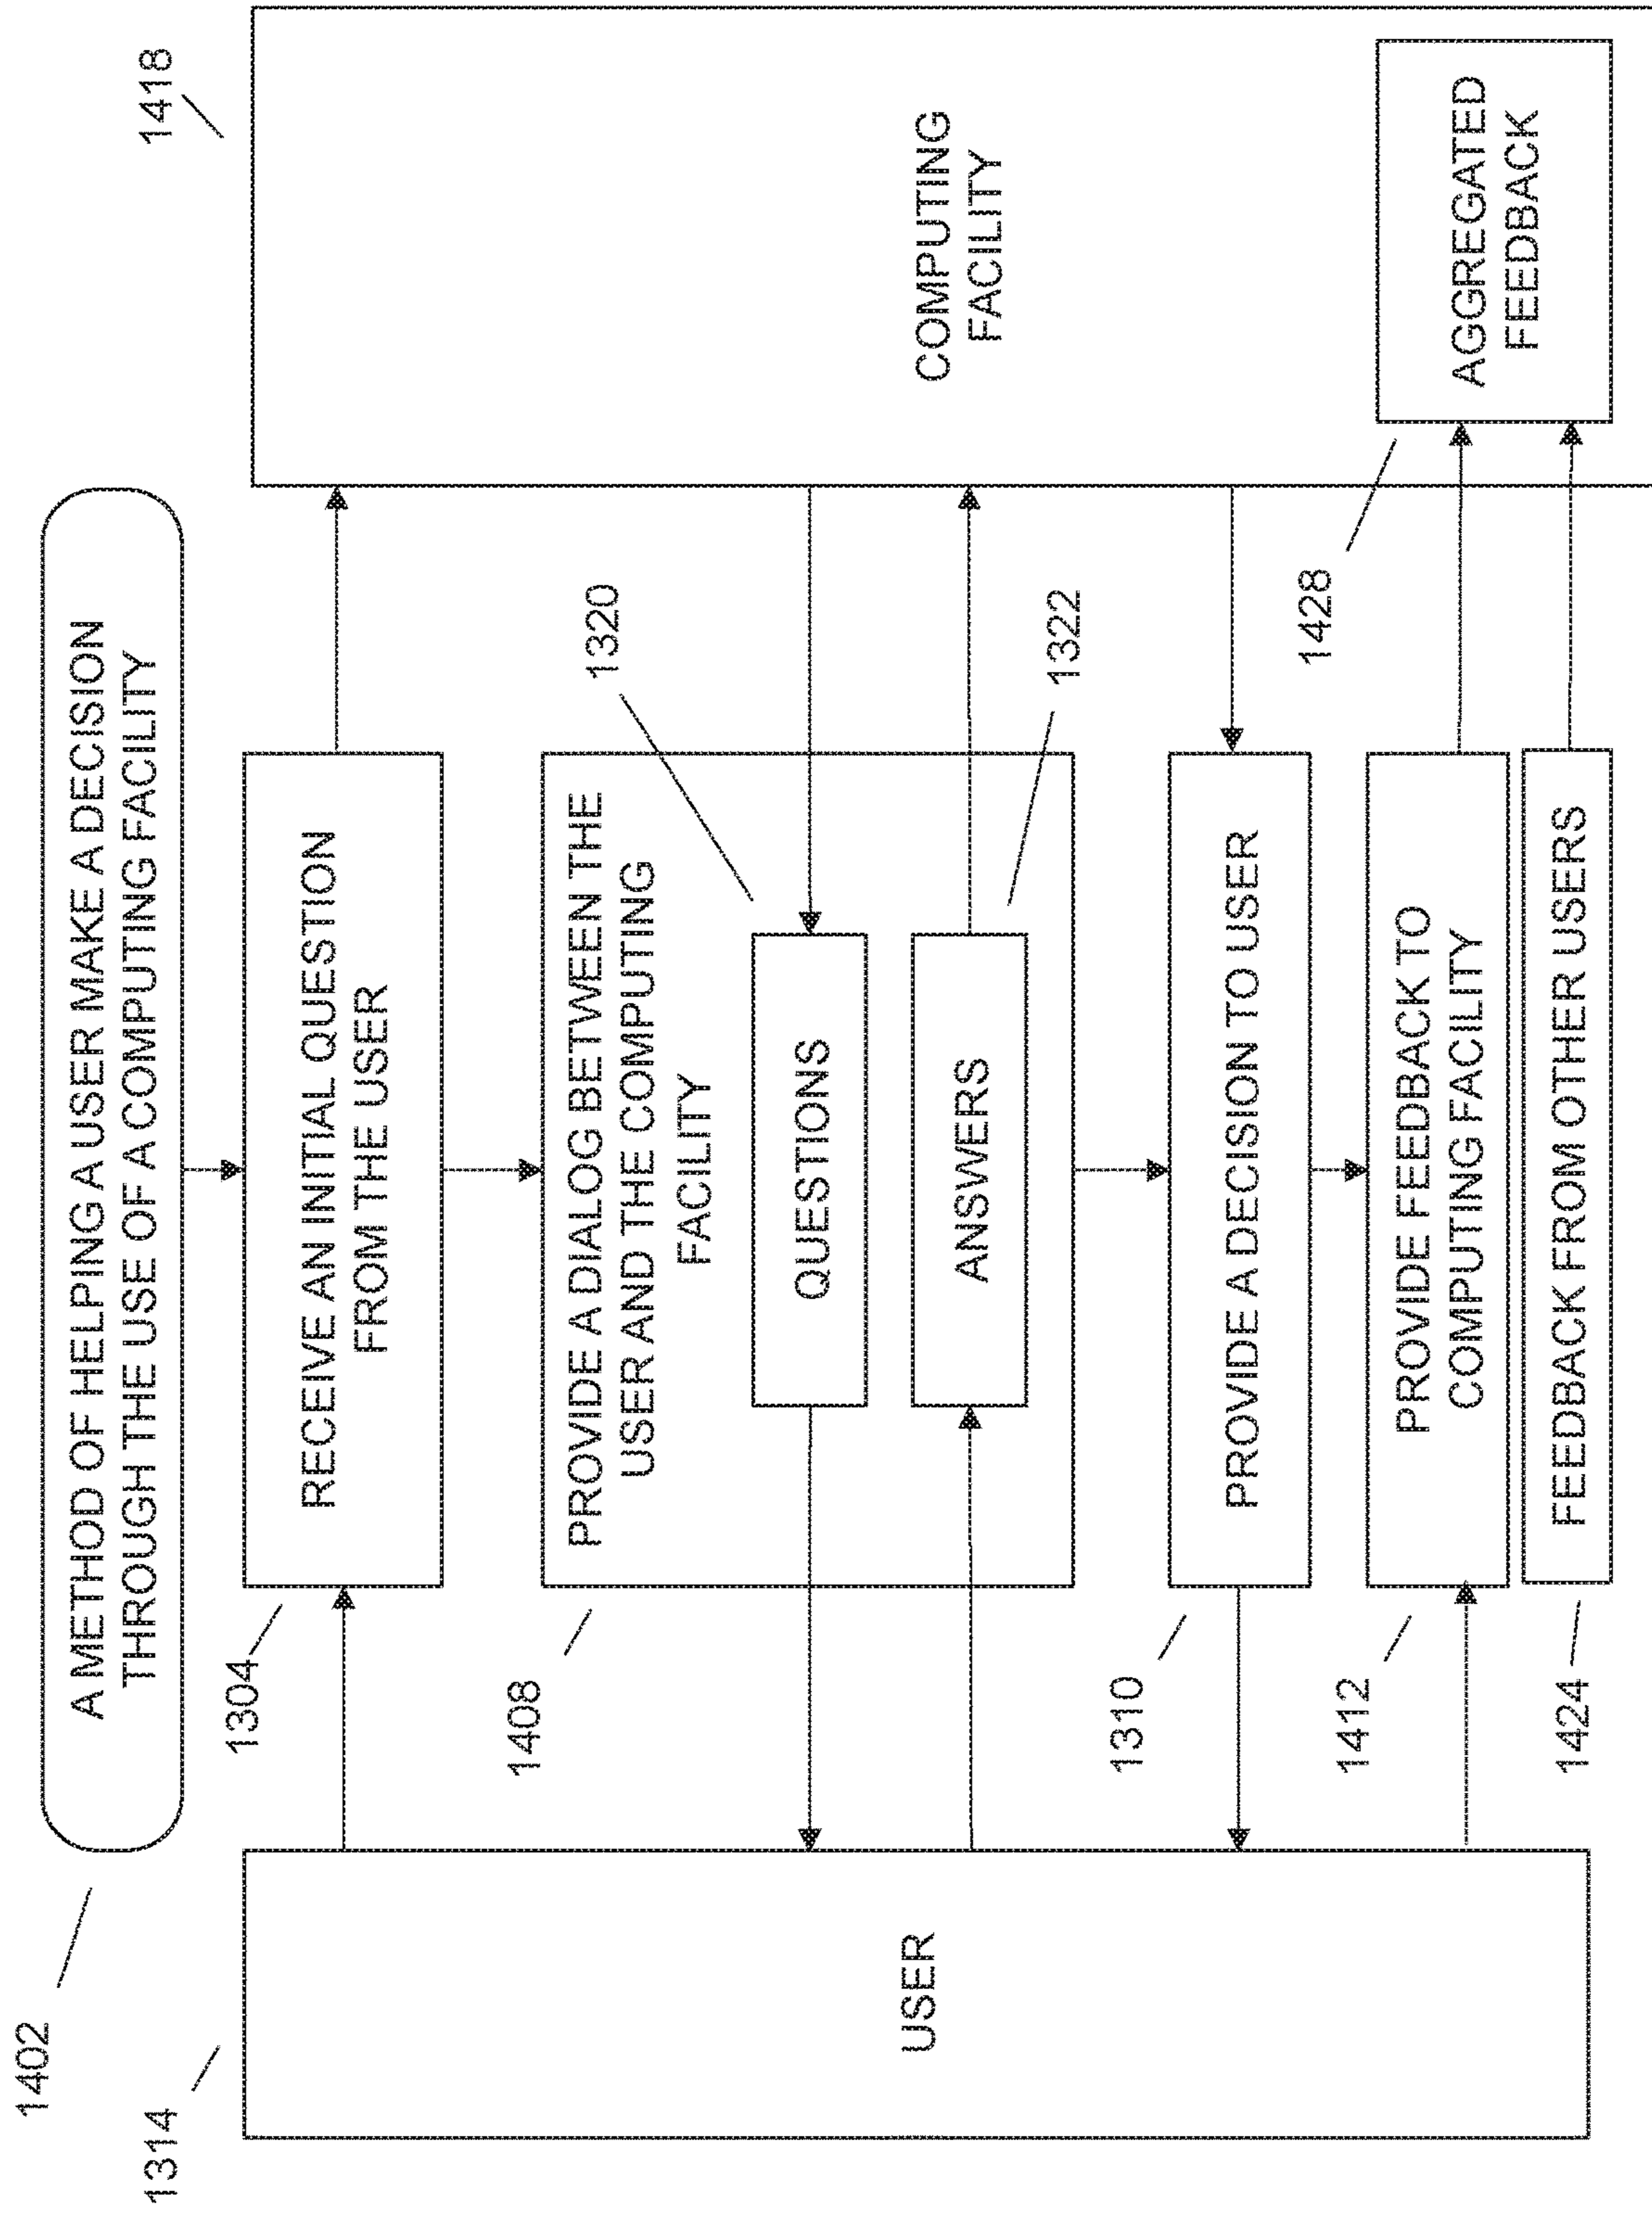 1402
A METHOD OF HELPING A USER MAKE A DECISION
THROUGH THE USE OF A COMPUTING FACILITY
1314
USER
1304
RECEIVE AN INITIAL QUESTION
FROM THE USER
1418
COMPUTING
FACILITY
1408
PROVIDE A DIALOG BETWEEN THE
USER AND THE COMPUTING
FACILITY
1320
QUESTIONS
1322
ANSWERS
1310
PROVIDE A DECISION TO USER
1412
PROVIDE FEEDBACK TO
COMPUTING FACILITY
1428
AGGREGATED
FEEDBACK
1424
FEEDBACK FROM OTHER USERS